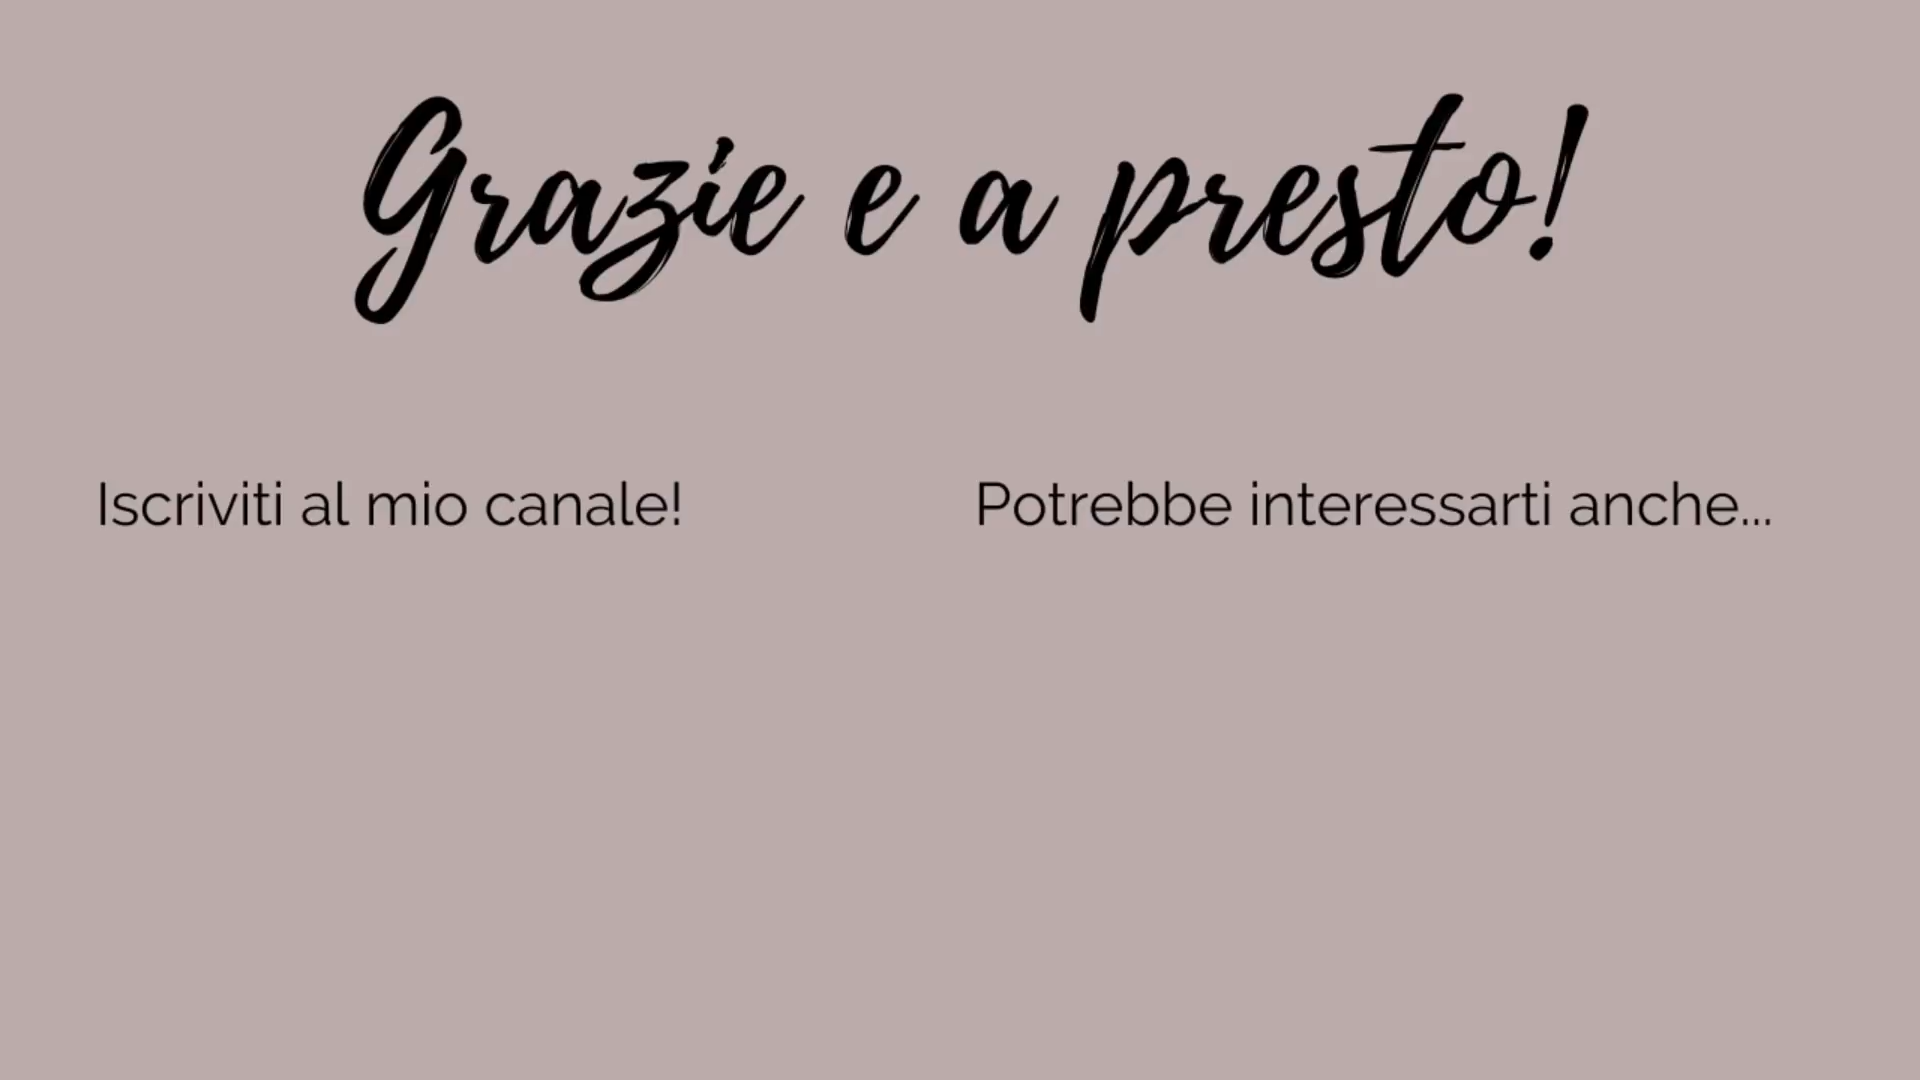 Grazie e a presto!
Iscriviti al mio canale!
Potrebbe interessarti anche...